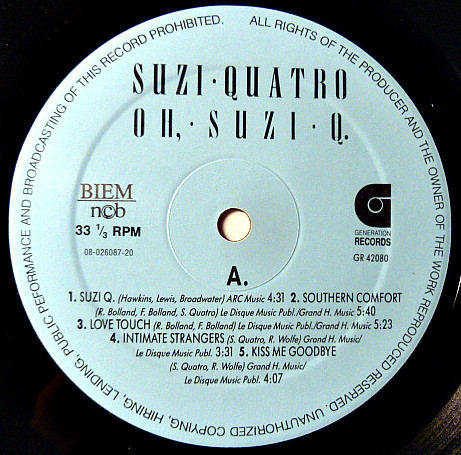 ALL RIGHTS OF THE PRODUCER AND THE OWNER OF THE WORK REPRODUCED RESERVED. UNAUTHORIZED COPYING, HIRING, LENDING, PUBLIC PEFORMANCE AND BROADCASTING OF THIS RECORD PROHIBITED.
SUZI·QUATRO
OH,·SUZI·Q.
BIEM
ncb
33 1/3 RPM
08-026087-20
GENERATION
RECORDS
GR 42080
A.
1. SUZI Q. (Hawkins, Lewis, Broadwater) ARC Music 4:31 2. SOUTHERN COMFORT
(R. Bolland, F. Bolland, S. Quatro) Le Disque Music Publ./Grand H. Music 5:40
3. LOVE TOUCH (R. Bolland, F. Bolland) Le Disque Music Publ./Grand H. Music 5:23
4. INTIMATE STRANGERS (S. Quatro, R. Wolfe) Grand H. Music/
Le Disque Music Publ. 3:31 5. KISS ME GOODBYE
(S. Quatro, R. Wolfe) Grand H. Music/
Le Disque Music Publ. 4:07